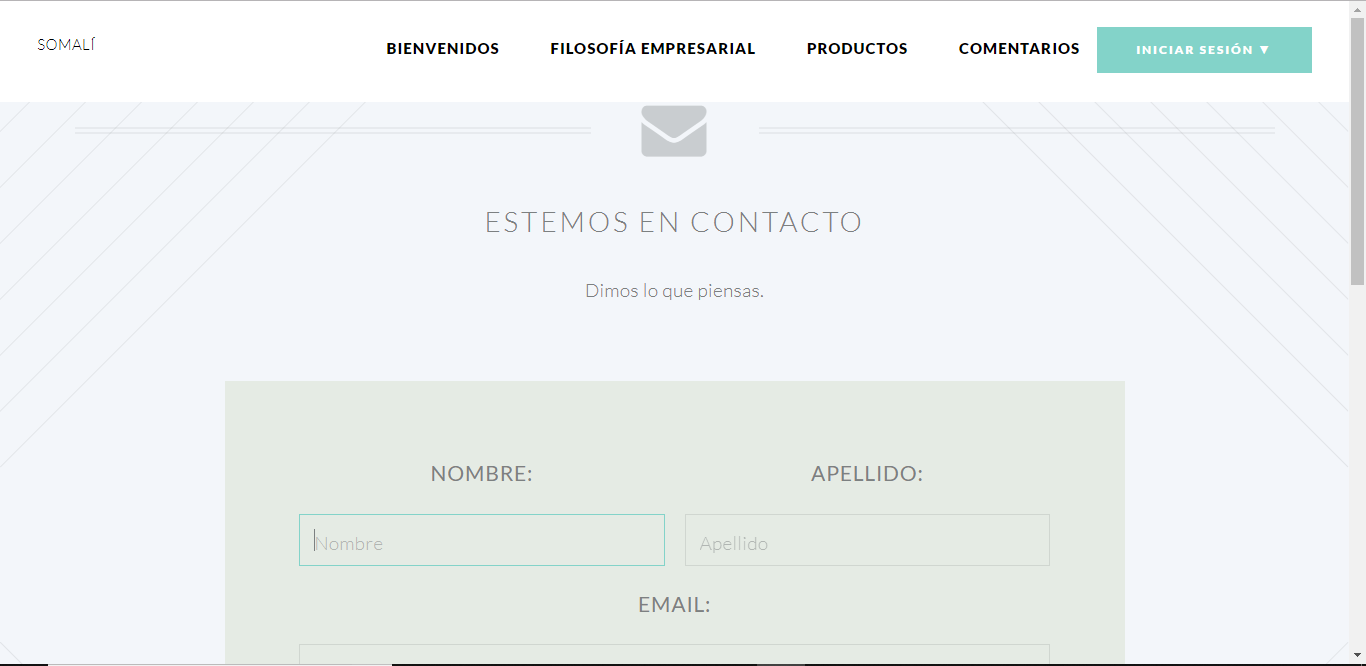 SOMALÍ
BIENVENIDOS FILOSOFÍA EMPRESARIAL PRODUCTOS COMENTARIOS INICIAR SESIÓN ▼
ESTEMOS EN CONTACTO
Dimos lo que piensas.
NOMBRE: APELLIDO:
Nombre Apellido
EMAIL: